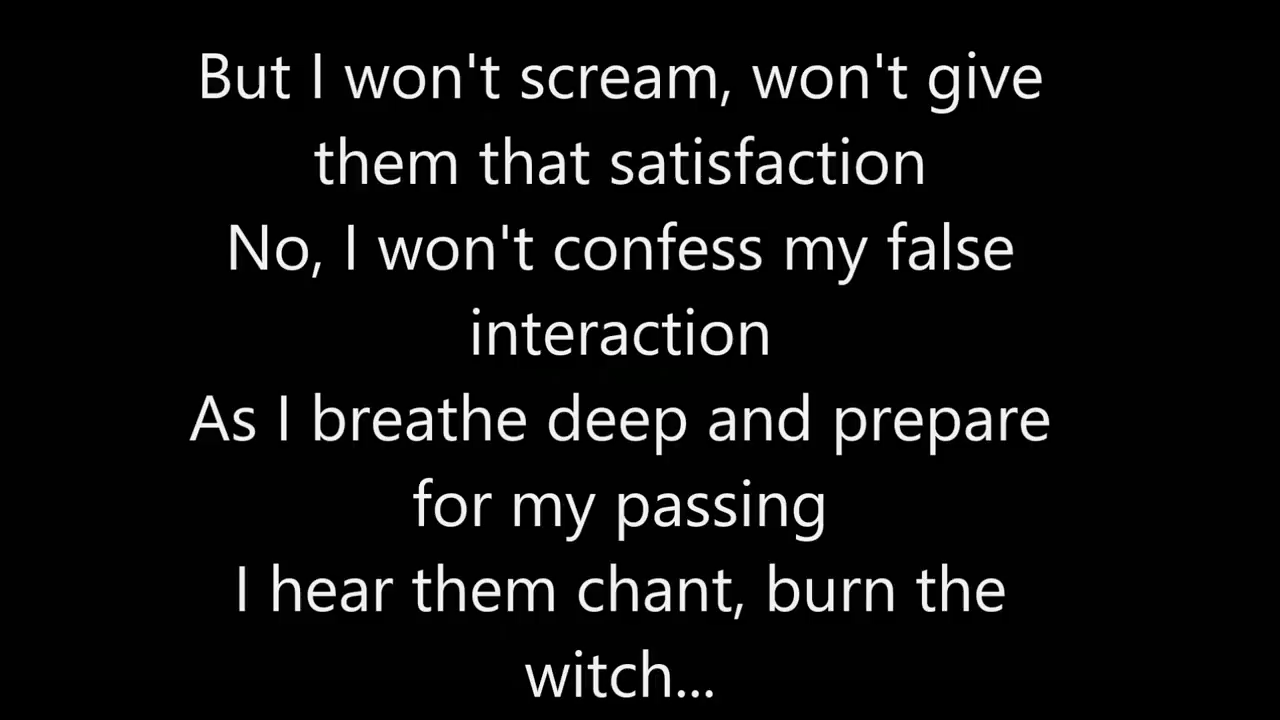 But I won't scream, won't give
them that satisfaction
No, I won't confess my false
interaction
As I breathe deep and prepare
for my passing
I hear them chant, burn the
witch...